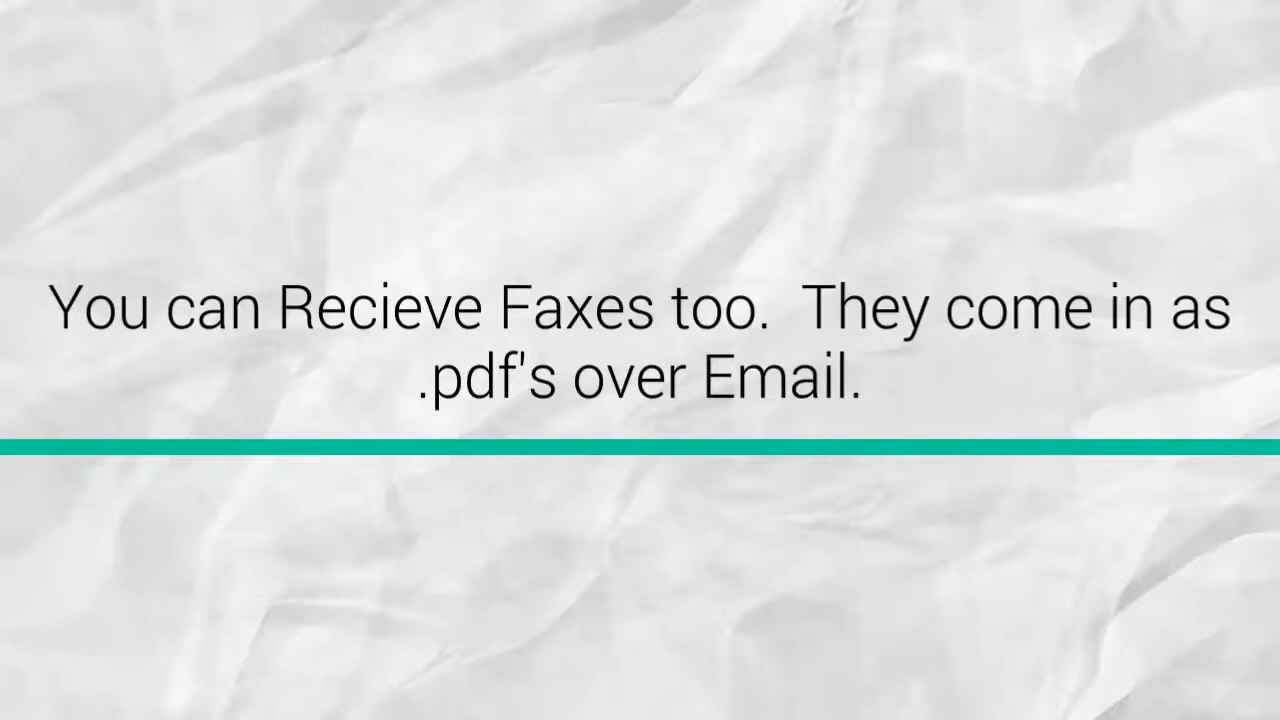 You can Recieve Faxes too.  They come in as
.pdf's over Email.